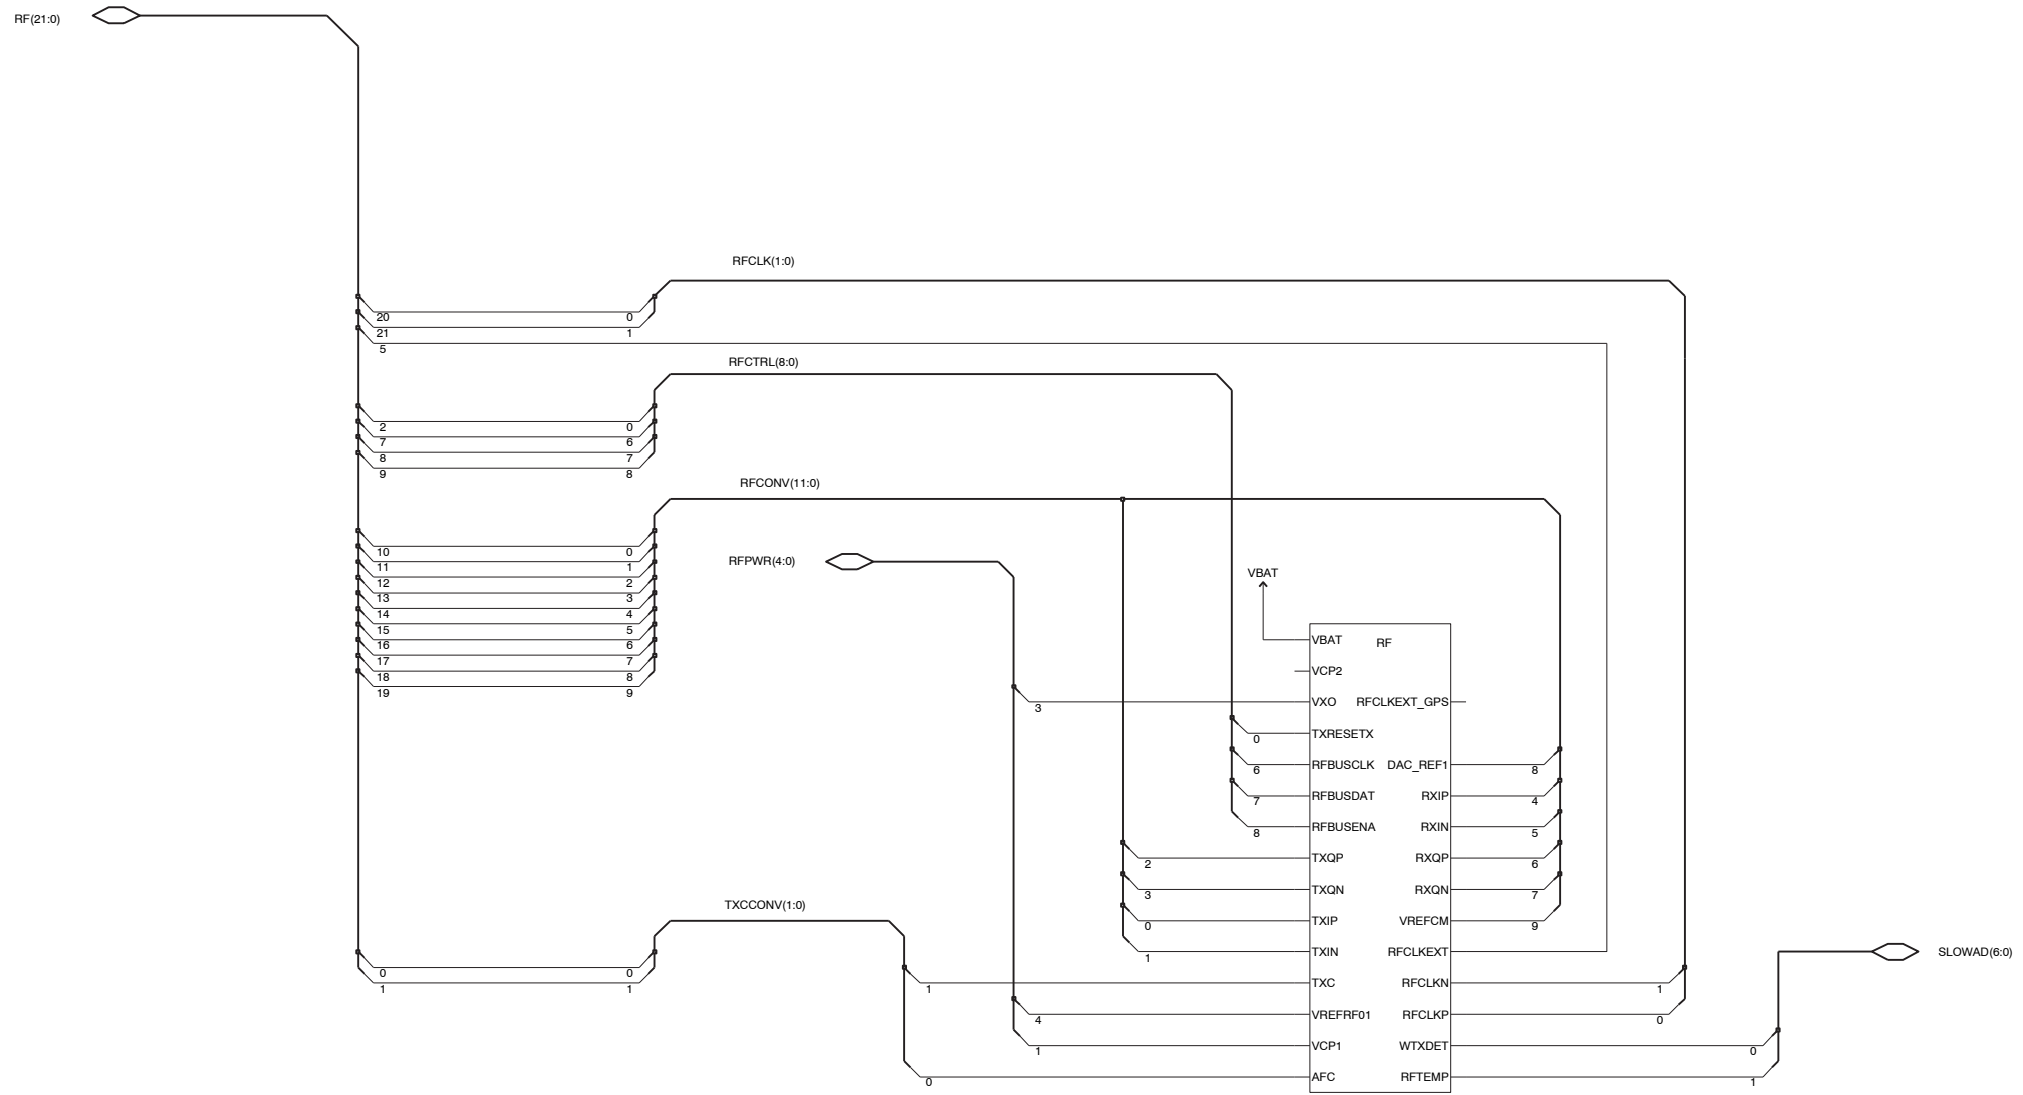 RF(21:0)
RFCLK(1:0)
20 0
21 1
5
RFCTRL(8:0)
2 0
7 6
8 7
9 8
RFCONV(11:0)
10 0
11 1
12 2
13 3
14 4
15 5
16 6
17 7
18 8
19 9
RFPWR(4:0)
VBAT
VBAT RF
VCP2
3 VXO RFCLKEXT_GPS
0 TXRESETX
6 RFBUSCLK DAC_REF1 8
7 RFBUSDAT RXIP 4
8 RFBUSENA RXIN 5
2 TXQP RXQP 6
3 TXQN RXQN 7
TXCCONV(1:0)
0 TXIP VREFCM 9
1 TXIN RFCLKEXT
SLOWAD(6:0)
0 0
1 1
1 TXC RFCLKN 1
4 VREFRF01 RFCLKP 0
1 VCP1 WTXDET 0
0 AFC RFTEMP 1